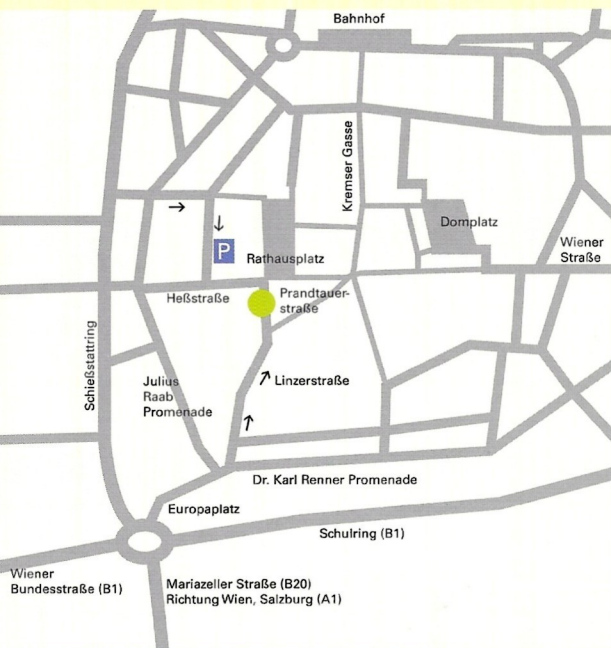 Bahnhof
Kremser Gasse
Domplatz
Wiener
Straße
P
Rathausplatz
Heßstraße
Prandtauer-
straße
Schießstattring
Julius
Raab
Promenade
Linzerstraße
Dr. Karl Renner Promenade
Europaplatz
Schulring (B1)
Wiener
Bundesstraße (B1)
Mariazeller Straße (B20)
Richtung Wien, Salzburg (A1)